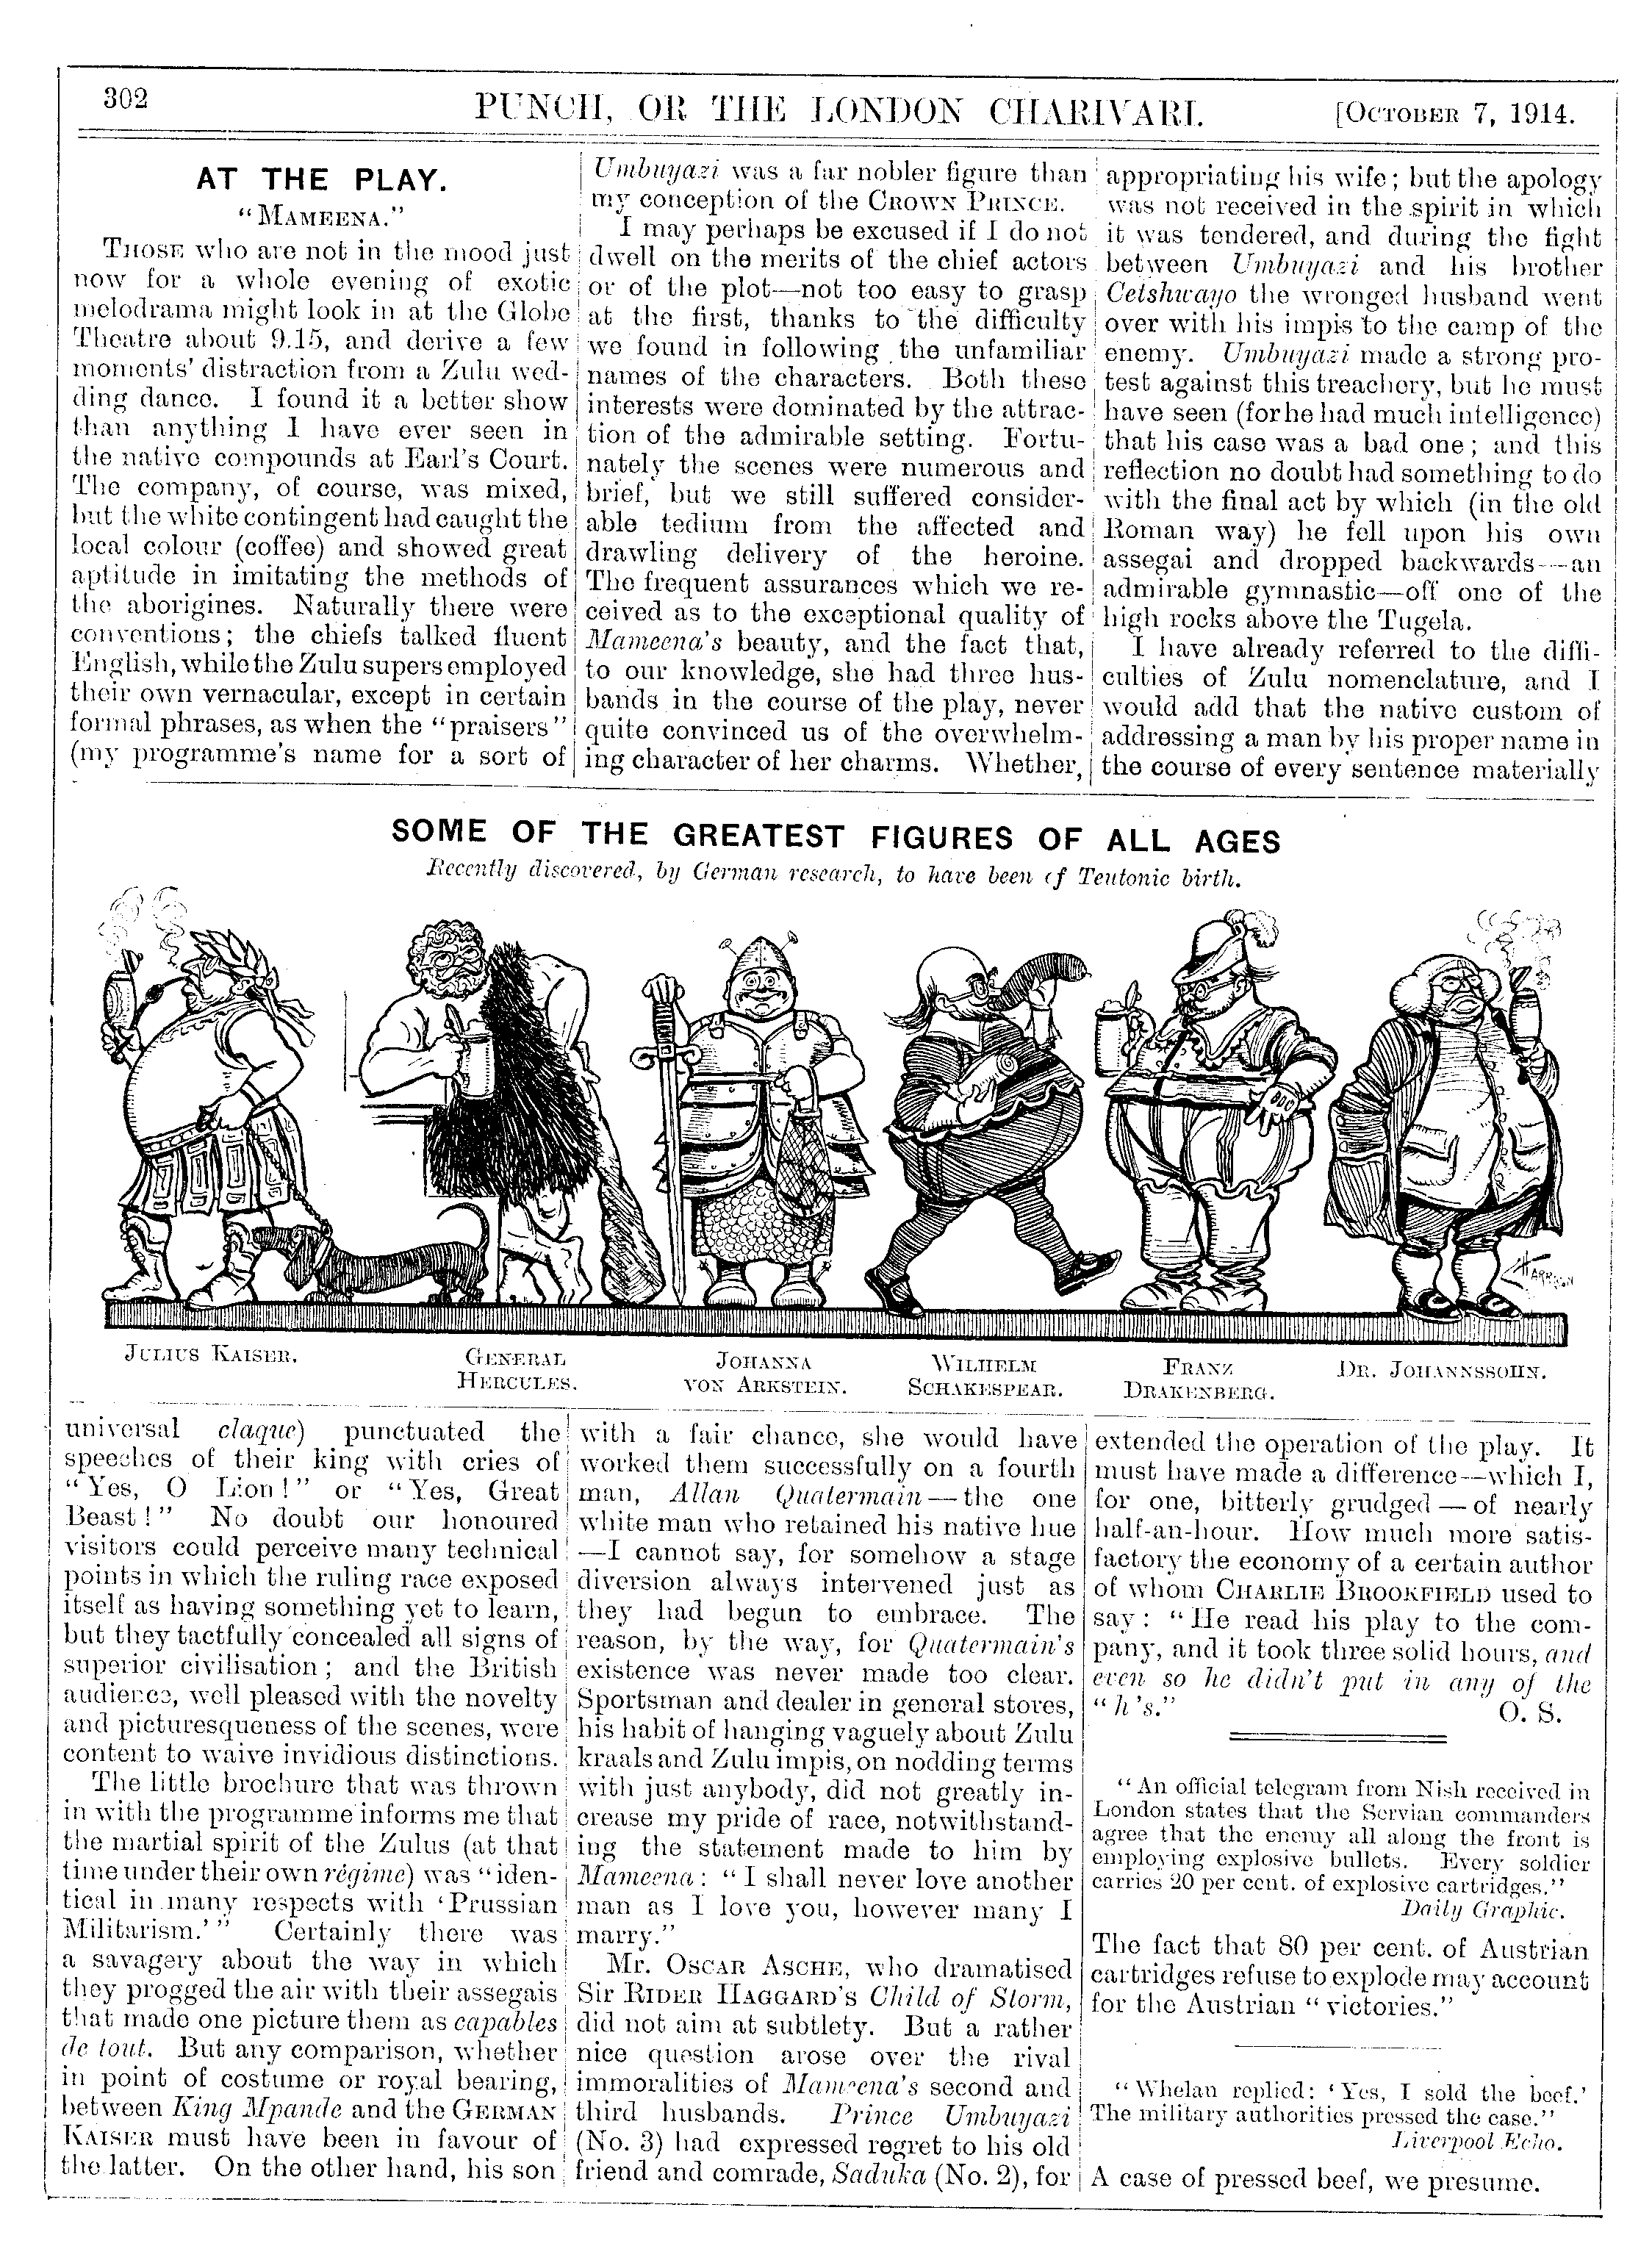 302
PUNCH, OR THE LONDON CHARIVARI.
[OCTOBER 7, 1914.
AT THE PLAY.
"MAMEENA."
THOSE who are not in the mood just
now for a whole evening of exotic
melodrama might look in at the Globe
Theatre about 9.15, and derive a few
moments' distraction from a Zulu wed-
ding dance. I found it a better show
than anything I have ever seen in
the native compounds at Earl's Court.
The company, of course, was mixed,
but the white contingent had caught the
local colour (coffee) and showed great
aptitude in imitating the methods of
the aborigines. Naturally there were
conventions; the chiefs talked fluent
English, while the Zulu supers employed
their own vernacular, except in certain
formal phrases, as when the "praisers"
(my programme's name for a sort of
universal claque) punctuated the
speeches of their king with cries of
"Yes, O Lion!" or "Yes, Great
Beast!" No doubt our honoured
visitors could perceive many technical
points in which the ruling race exposed
itself as having something yet to learn,
but they tactfully concealed all signs of
superior civilisation; and the British
audience, well pleased with the novelty
and picturesqueness of the scenes, were
content to waive invidious distinctions.
The little brochure that was thrown
in with the programme informs me that
the martial spirit of the Zulus (at that
time under their own régime) was "iden-
tical in many respects with 'Prussian
Militarism.'" Certainly there was
a savagery about the way in which
they progged the air with their assegais
that made one picture them as capables
de tout. But any comparison, whether
in point of costume or royal bearing,
between King Mpande and the GERMAN
KAISER must have been in favour of
the latter. On the other hand, his son
Umbuyazi was a far nobler figure than
my conception of the CROWN PRINCE.
I may perhaps be excused if I do not
dwell on the merits of the chief actors
or of the plot—not too easy to grasp
at the first, thanks to the difficulty
we found in following the unfamiliar
names of the characters. Both these
interests were dominated by the attrac-
tion of the admirable setting. Fortu-
nately the scenes were numerous and
brief, but we still suffered consider-
able tedium from the affected and
drawling delivery of the heroine.
The frequent assurances which we re-
ceived as to the exceptional quality of
Mameena's beauty, and the fact that,
to our knowledge, she had three hus-
bands in the course of the play, never
quite convinced us of the overwhelm-
ing character of her charms. Whether,
with a fair chance, she would have
worked them successfully on a fourth
man, Allan Quatermain—the one
white man who retained his native hue
—I cannot say, for somehow a stage
diversion always intervened just as
they had begun to embrace. The
reason, by the way, for Quatermain's
existence was never made too clear.
Sportsman and dealer in general stores,
his habit of hanging vaguely about Zulu
kraals and Zulu impis, on nodding terms
with just anybody, did not greatly in-
crease my pride of race, notwithstand-
ing the statement made to him by
Mameena: "I shall never love another
man as I love you, however many I
marry."
Mr. OSCAR ASCHE, who dramatised
Sir RIDER HAGGARD'S Child of Storm,
did not aim at subtlety. But a rather
nice question arose over the rival
immoralities of Mameena's second and
third husbands. Prince Umbuyazi
(No. 3) had expressed regret to his old
friend and comrade, Saduka (No. 2), for
appropriating his wife; but the apology
was not received in the spirit in which
it was tendered, and during the fight
between Umbuyazi and his brother
Cetshwayo the wronged husband went
over with his impis to the camp of the
enemy. Umbuyazi made a strong pro-
test against this treachery, but he must
have seen (for he had much intelligence)
that his case was a bad one; and this
reflection no doubt had something to do
with the final act by which (in the old
Roman way) he fell upon his own
assegai and dropped backwards—an
admirable gymnastic—off one of the
high rocks above the Tugela.
I have already referred to the diffi-
culties of Zulu nomenclature, and I
would add that the native custom of
addressing a man by his proper name in
the course of every sentence materially
extended the operation of the play. It
must have made a difference—which I,
for one, bitterly grudged—of nearly
half-an-hour. How much more satis-
factory the economy of a certain author
of whom CHARLIE BROOKFIELD used to
say: "He read his play to the com-
pany, and it took three solid hours, and
even so he didn't put in any of the
"h's."
O. S.
"An official telegram from Nish received in
London states that the Servian commanders
agree that the enemy all along the front is
employing explosive bullets. Every soldier
carries 20 per cent. of explosive cartridges."
Daily Graphic.
The fact that 80 per cent. of Austrian
cartridges refuse to explode may account
for the Austrian "victories."
"Whelan replied: 'Yes, I sold the beef.'
The military authorities pressed the case."
Liverpool Echo.
A case of pressed beef, we presume.
SOME OF THE GREATEST FIGURES OF ALL AGES
Recently discovered, by German research, to have been of Teutonic birth.
CHARRISON
JULIUS KAISER.
GENERAL
HERCULES.
JOHANNA
VON ARKSTEIN.
WILHELM
SCHAKESPEAR.
FRANZ
DRAKENBERG.
DR. JOHANNSSOHN.